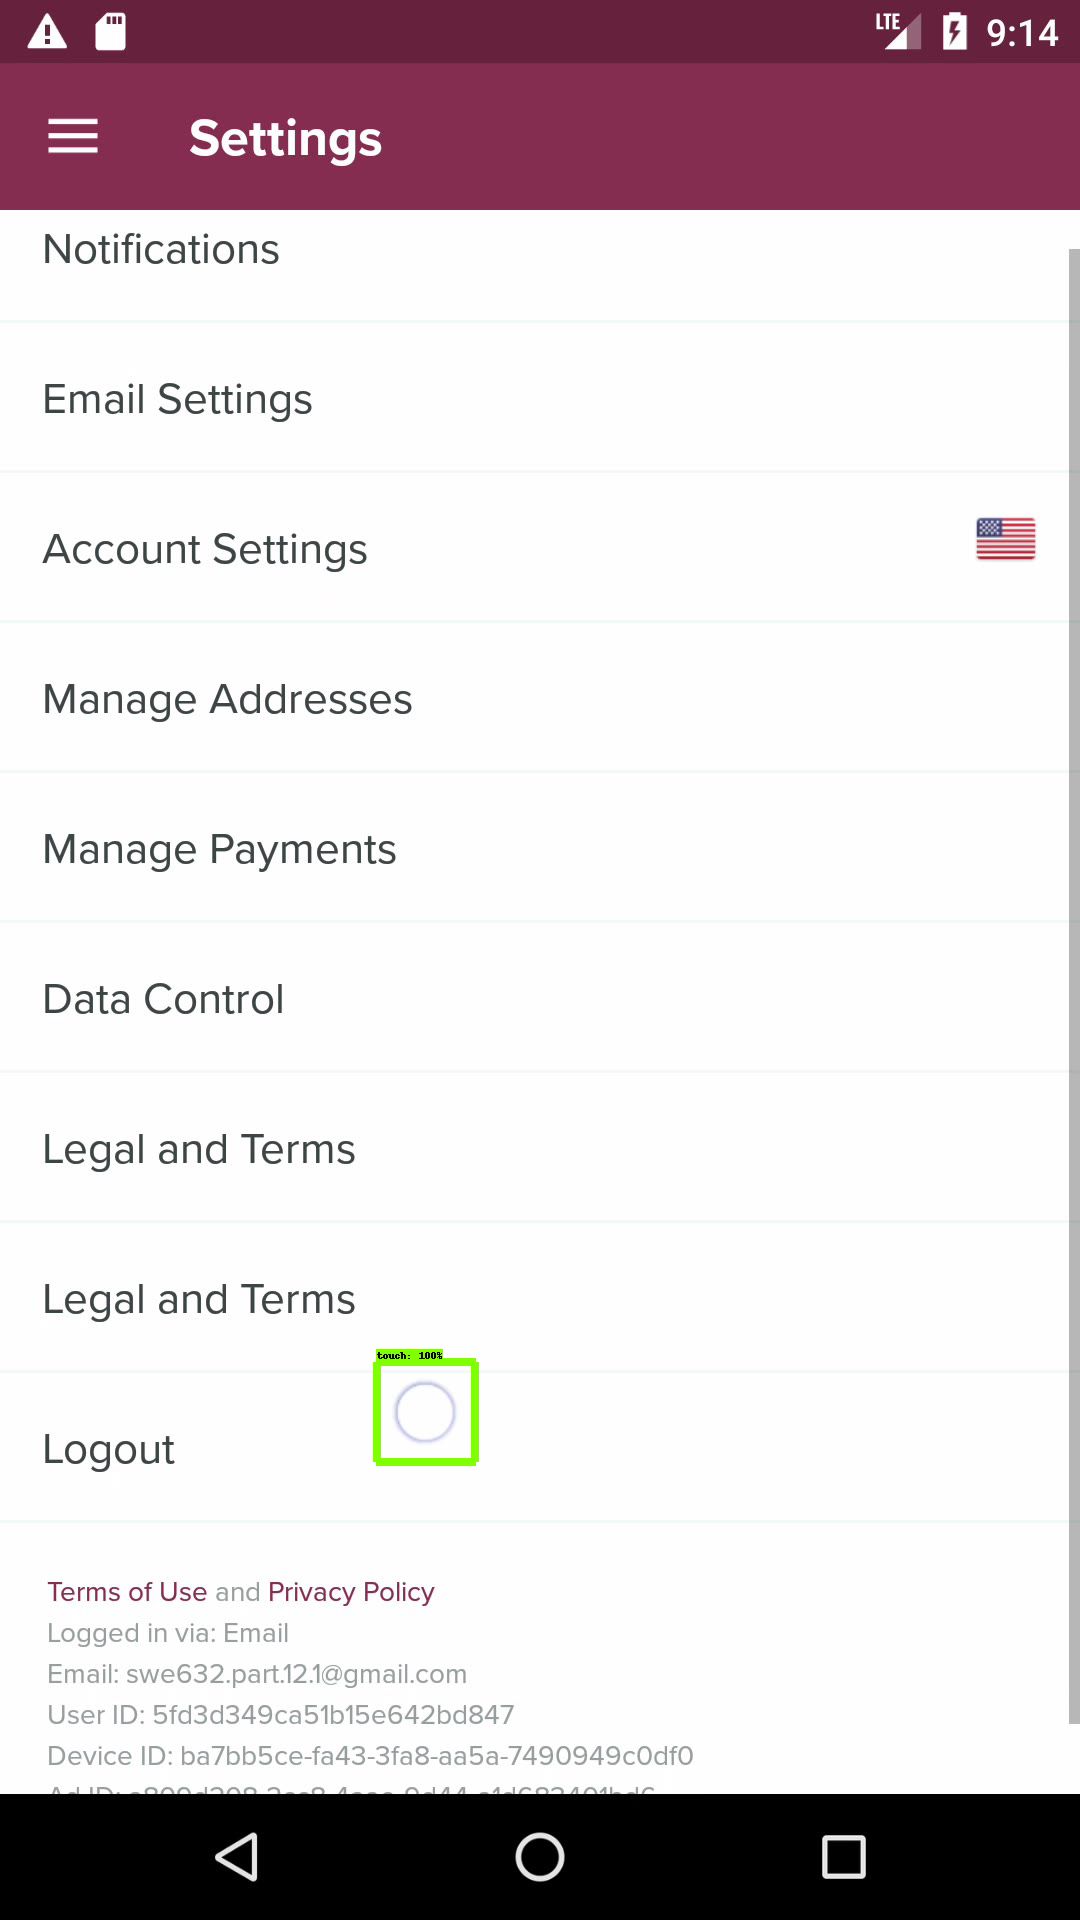 LTE 9:14
Settings
Notifications
Email Settings
Account Settings
Manage Addresses
Manage Payments
Data Control
Legal and Terms
Legal and Terms
touch: 100%
Logout
Terms of Use and Privacy Policy
Logged in via: Email
Email: swe632.part.12.1@gmail.com
User ID: 5fd3d349ca51b15e642bd847
Device ID: ba7bb5ce-fa43-3fa8-aa5a-7490949c0df0
Ad ID: